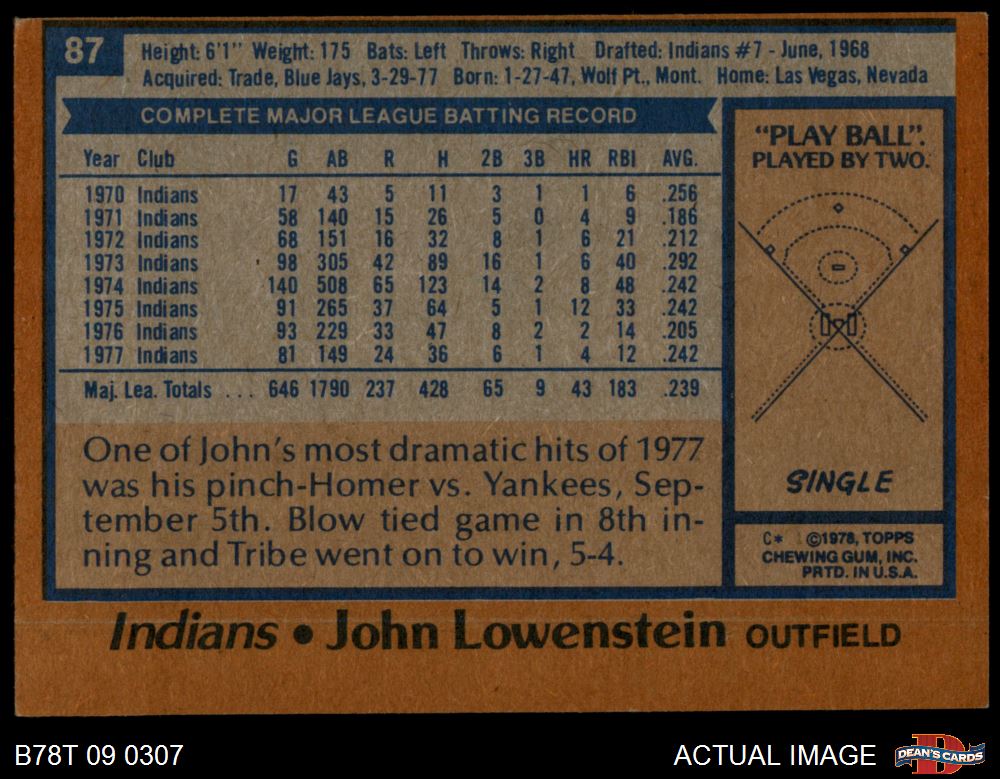 87
Height: 6'1" Weight: 175 Bats: Left Throws: Right Drafted: Indians #7 - June, 1968
Acquired: Trade, Blue Jays, 3-29-77 Born: 1-27-47, Wolf Pt., Mont. Home: Las Vegas, Nevada
COMPLETE MAJOR LEAGUE BATTING RECORD
Year Club G AB R H 2B 3B HR RBI AVG.
1970 Indians 17 43 5 11 3 1 1 6 .256
1971 Indians 58 140 15 26 5 0 4 9 .186
1972 Indians 68 151 16 32 8 1 6 21 .212
1973 Indians 98 305 42 89 16 1 6 40 .292
1974 Indians 140 508 65 123 14 2 8 48 .242
1975 Indians 91 265 37 64 5 1 12 33 .242
1976 Indians 93 229 33 47 8 2 2 14 .205
1977 Indians 81 149 24 36 6 1 4 12 .242
Maj. Lea. Totals ... 646 1790 237 428 65 9 43 183 .239
One of John's most dramatic hits of 1977
was his pinch-Homer vs. Yankees, Sep-
tember 5th. Blow tied game in 8th in-
ning and Tribe went on to win, 5-4.
"PLAY BALL".
PLAYED BY TWO.
SINGLE
C* ©1978, TOPPS
CHEWING GUM, INC.
PRTD. IN U.S.A.
Indians • John Lowenstein OUTFIELD
B78T 09 0307
ACTUAL IMAGE
DEAN'S CARDS